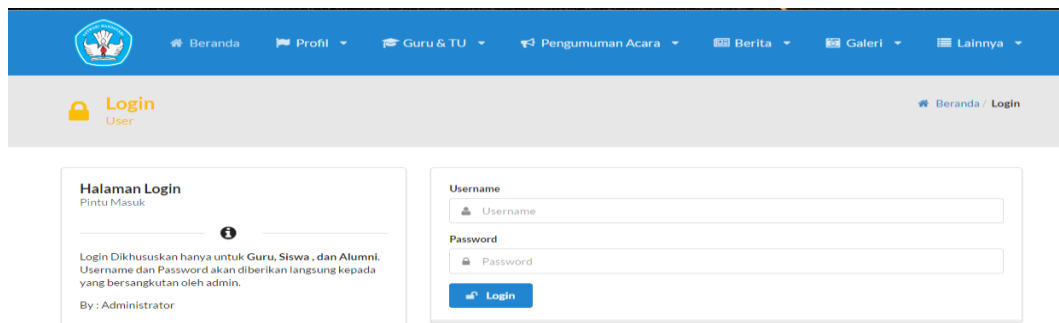 Beranda Profil Guru & TU Pengumuman Acara Berita Galeri Lainnya
Login
User
Beranda / Login
Halaman Login
Pintu Masuk
Login Dikhususkan hanya untuk Guru, Siswa , dan Alumni.
Username dan Password akan diberikan langsung kepada
yang bersangkutan oleh admin.
By : Administrator
Username
Username
Password
Password
Login